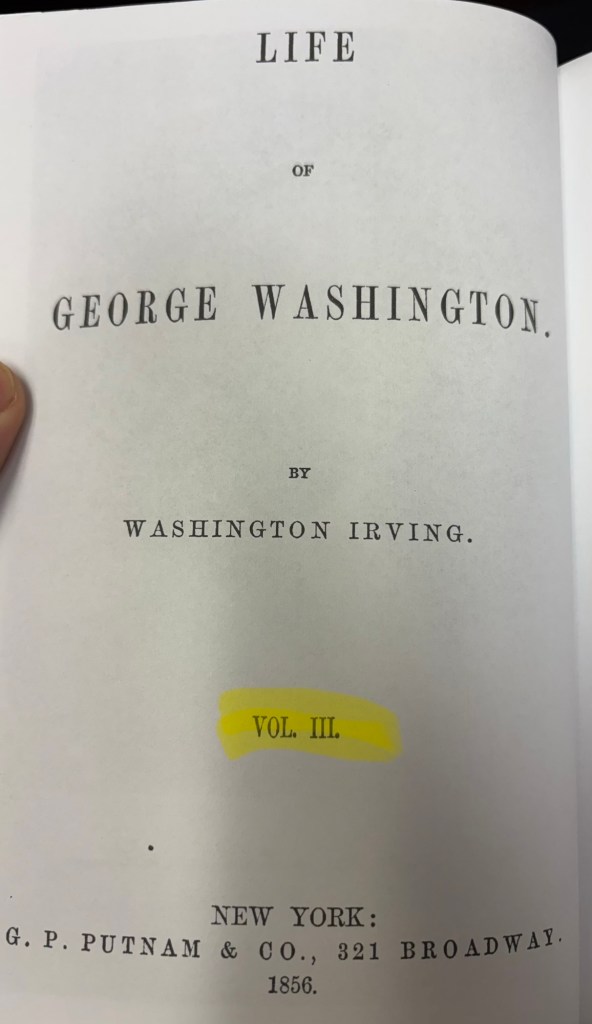 LIFE
OF
GEORGE WASHINGTON.
BY
WASHINGTON IRVING.
VOL. III.
NEW YORK:
G. P. PUTNAM & CO., 321 BROADWAY.
1856.